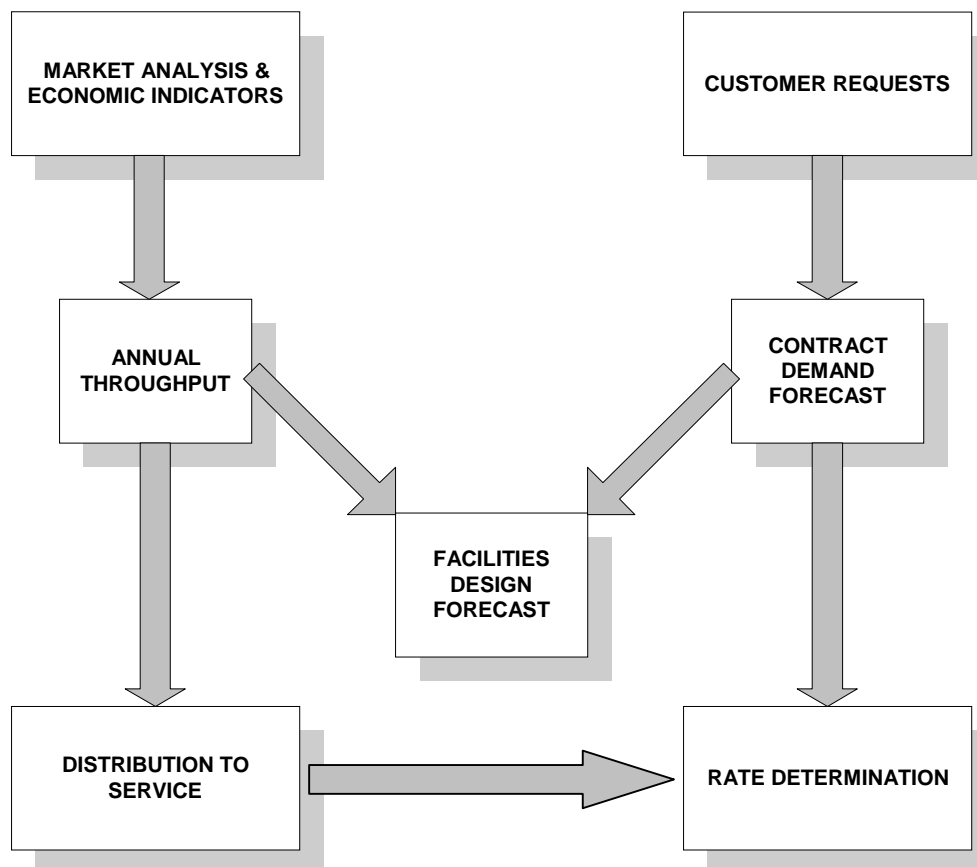 MARKET ANALYSIS &
ECONOMIC INDICATORS
CUSTOMER REQUESTS
ANNUAL
THROUGHPUT
CONTRACT
DEMAND
FORECAST
FACILITIES
DESIGN
FORECAST
DISTRIBUTION TO
SERVICE
RATE DETERMINATION